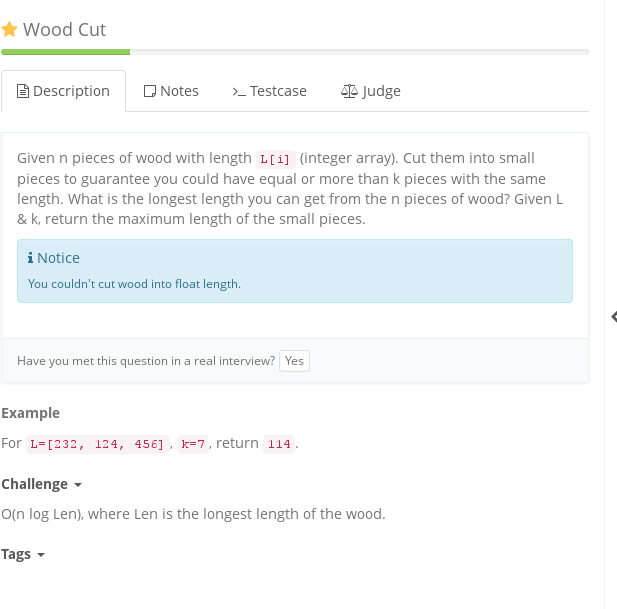 Wood Cut
Description Notes Testcase Judge
Given n pieces of wood with length L[i] (integer array). Cut them into small
pieces to guarantee you could have equal or more than k pieces with the same
length. What is the longest length you can get from the n pieces of wood? Given L
& k, return the maximum length of the small pieces.
Notice
You couldn't cut wood into float length.
Have you met this question in a real interview? Yes
Example
For L=[232, 124, 456], k=7, return 114.
Challenge
O(n log Len), where Len is the longest length of the wood.
Tags